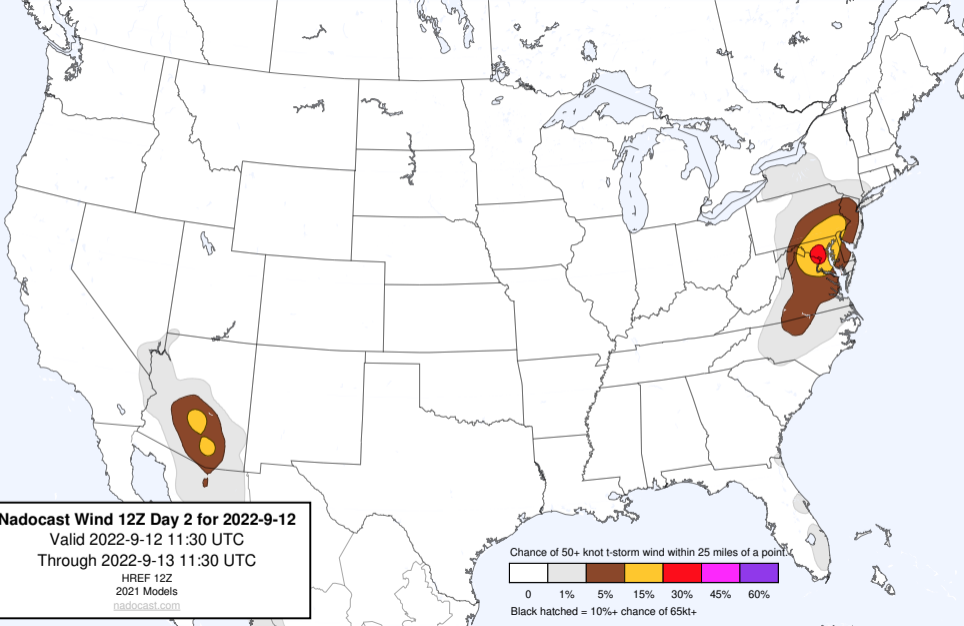 Nadocast Wind 12Z Day 2 for 2022-9-12
Valid 2022-9-12 11:30 UTC
Through 2022-9-13 11:30 UTC
HREF 12Z
2021 Models
nadocast.com
Chance of 50+ knot t-storm wind within 25 miles of a point.
0 1% 5% 15% 30% 45% 60%
Black hatched = 10%+ chance of 65kt+